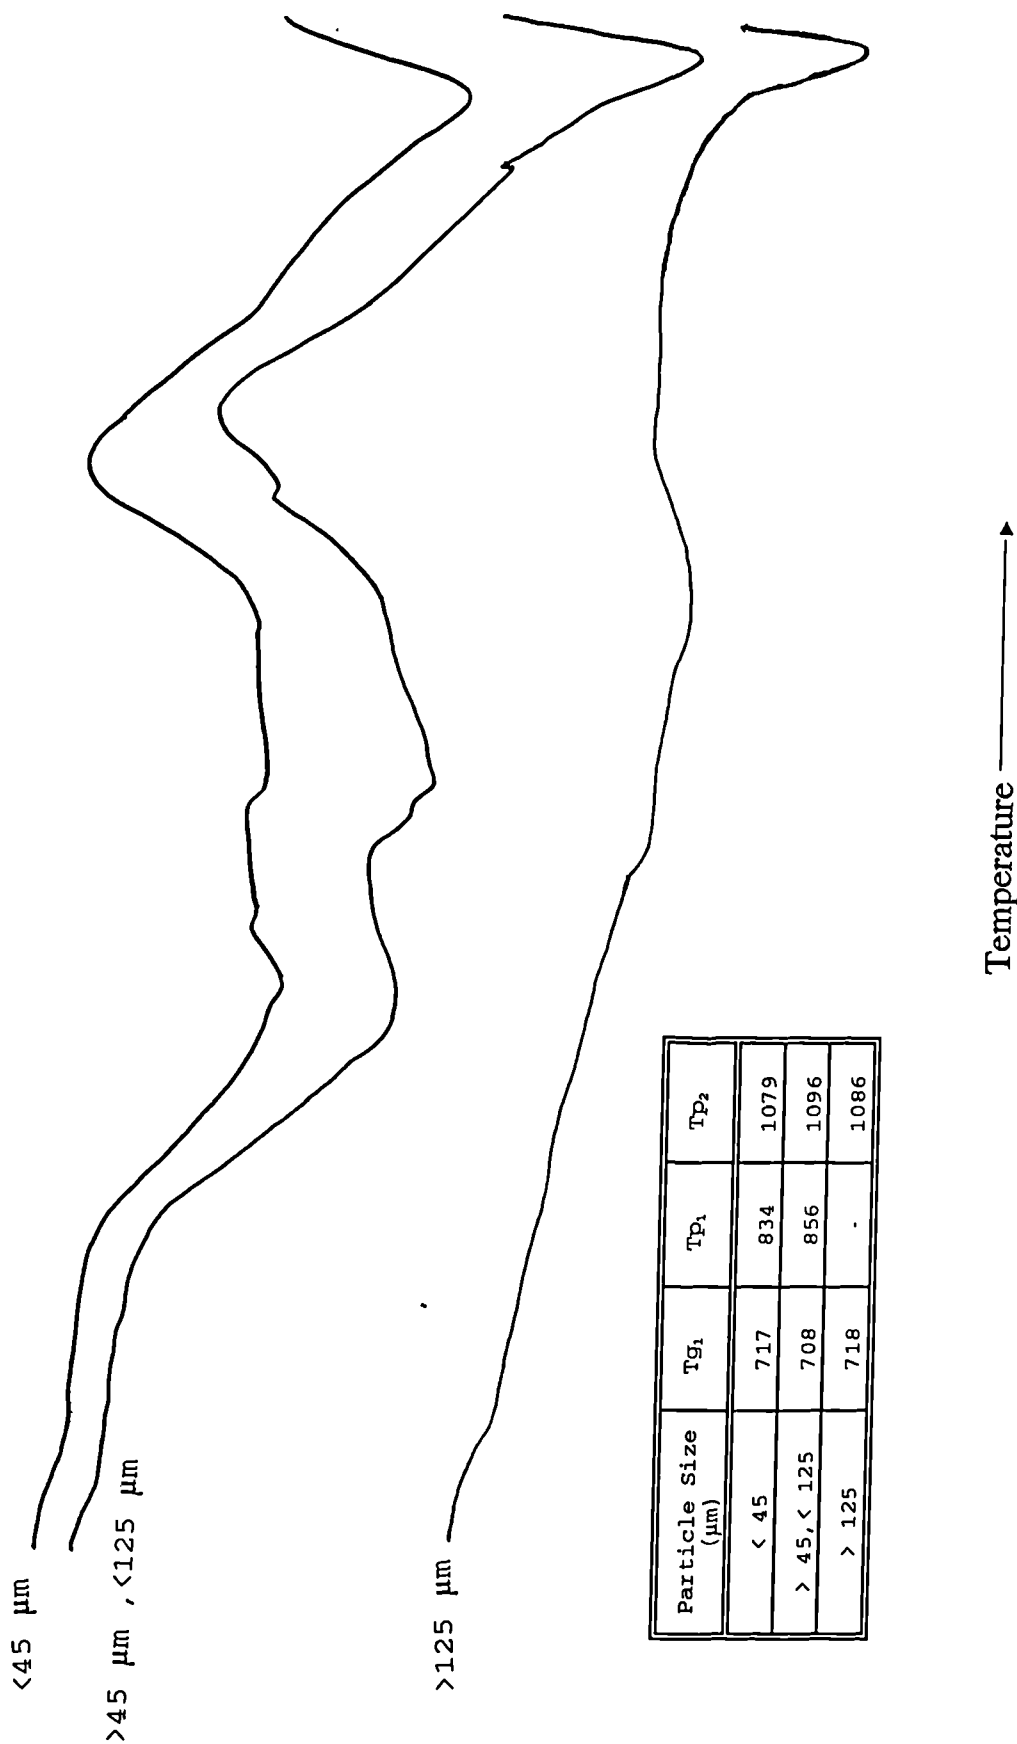 <45 μm
>45 μm ,<125 μm
>125 μm
Particle Size (μm) Tg₁ Tp₁ Tp₂
< 45 717 834 1079
> 45,< 125 708 856 1096
> 125 718 - 1086
Temperature